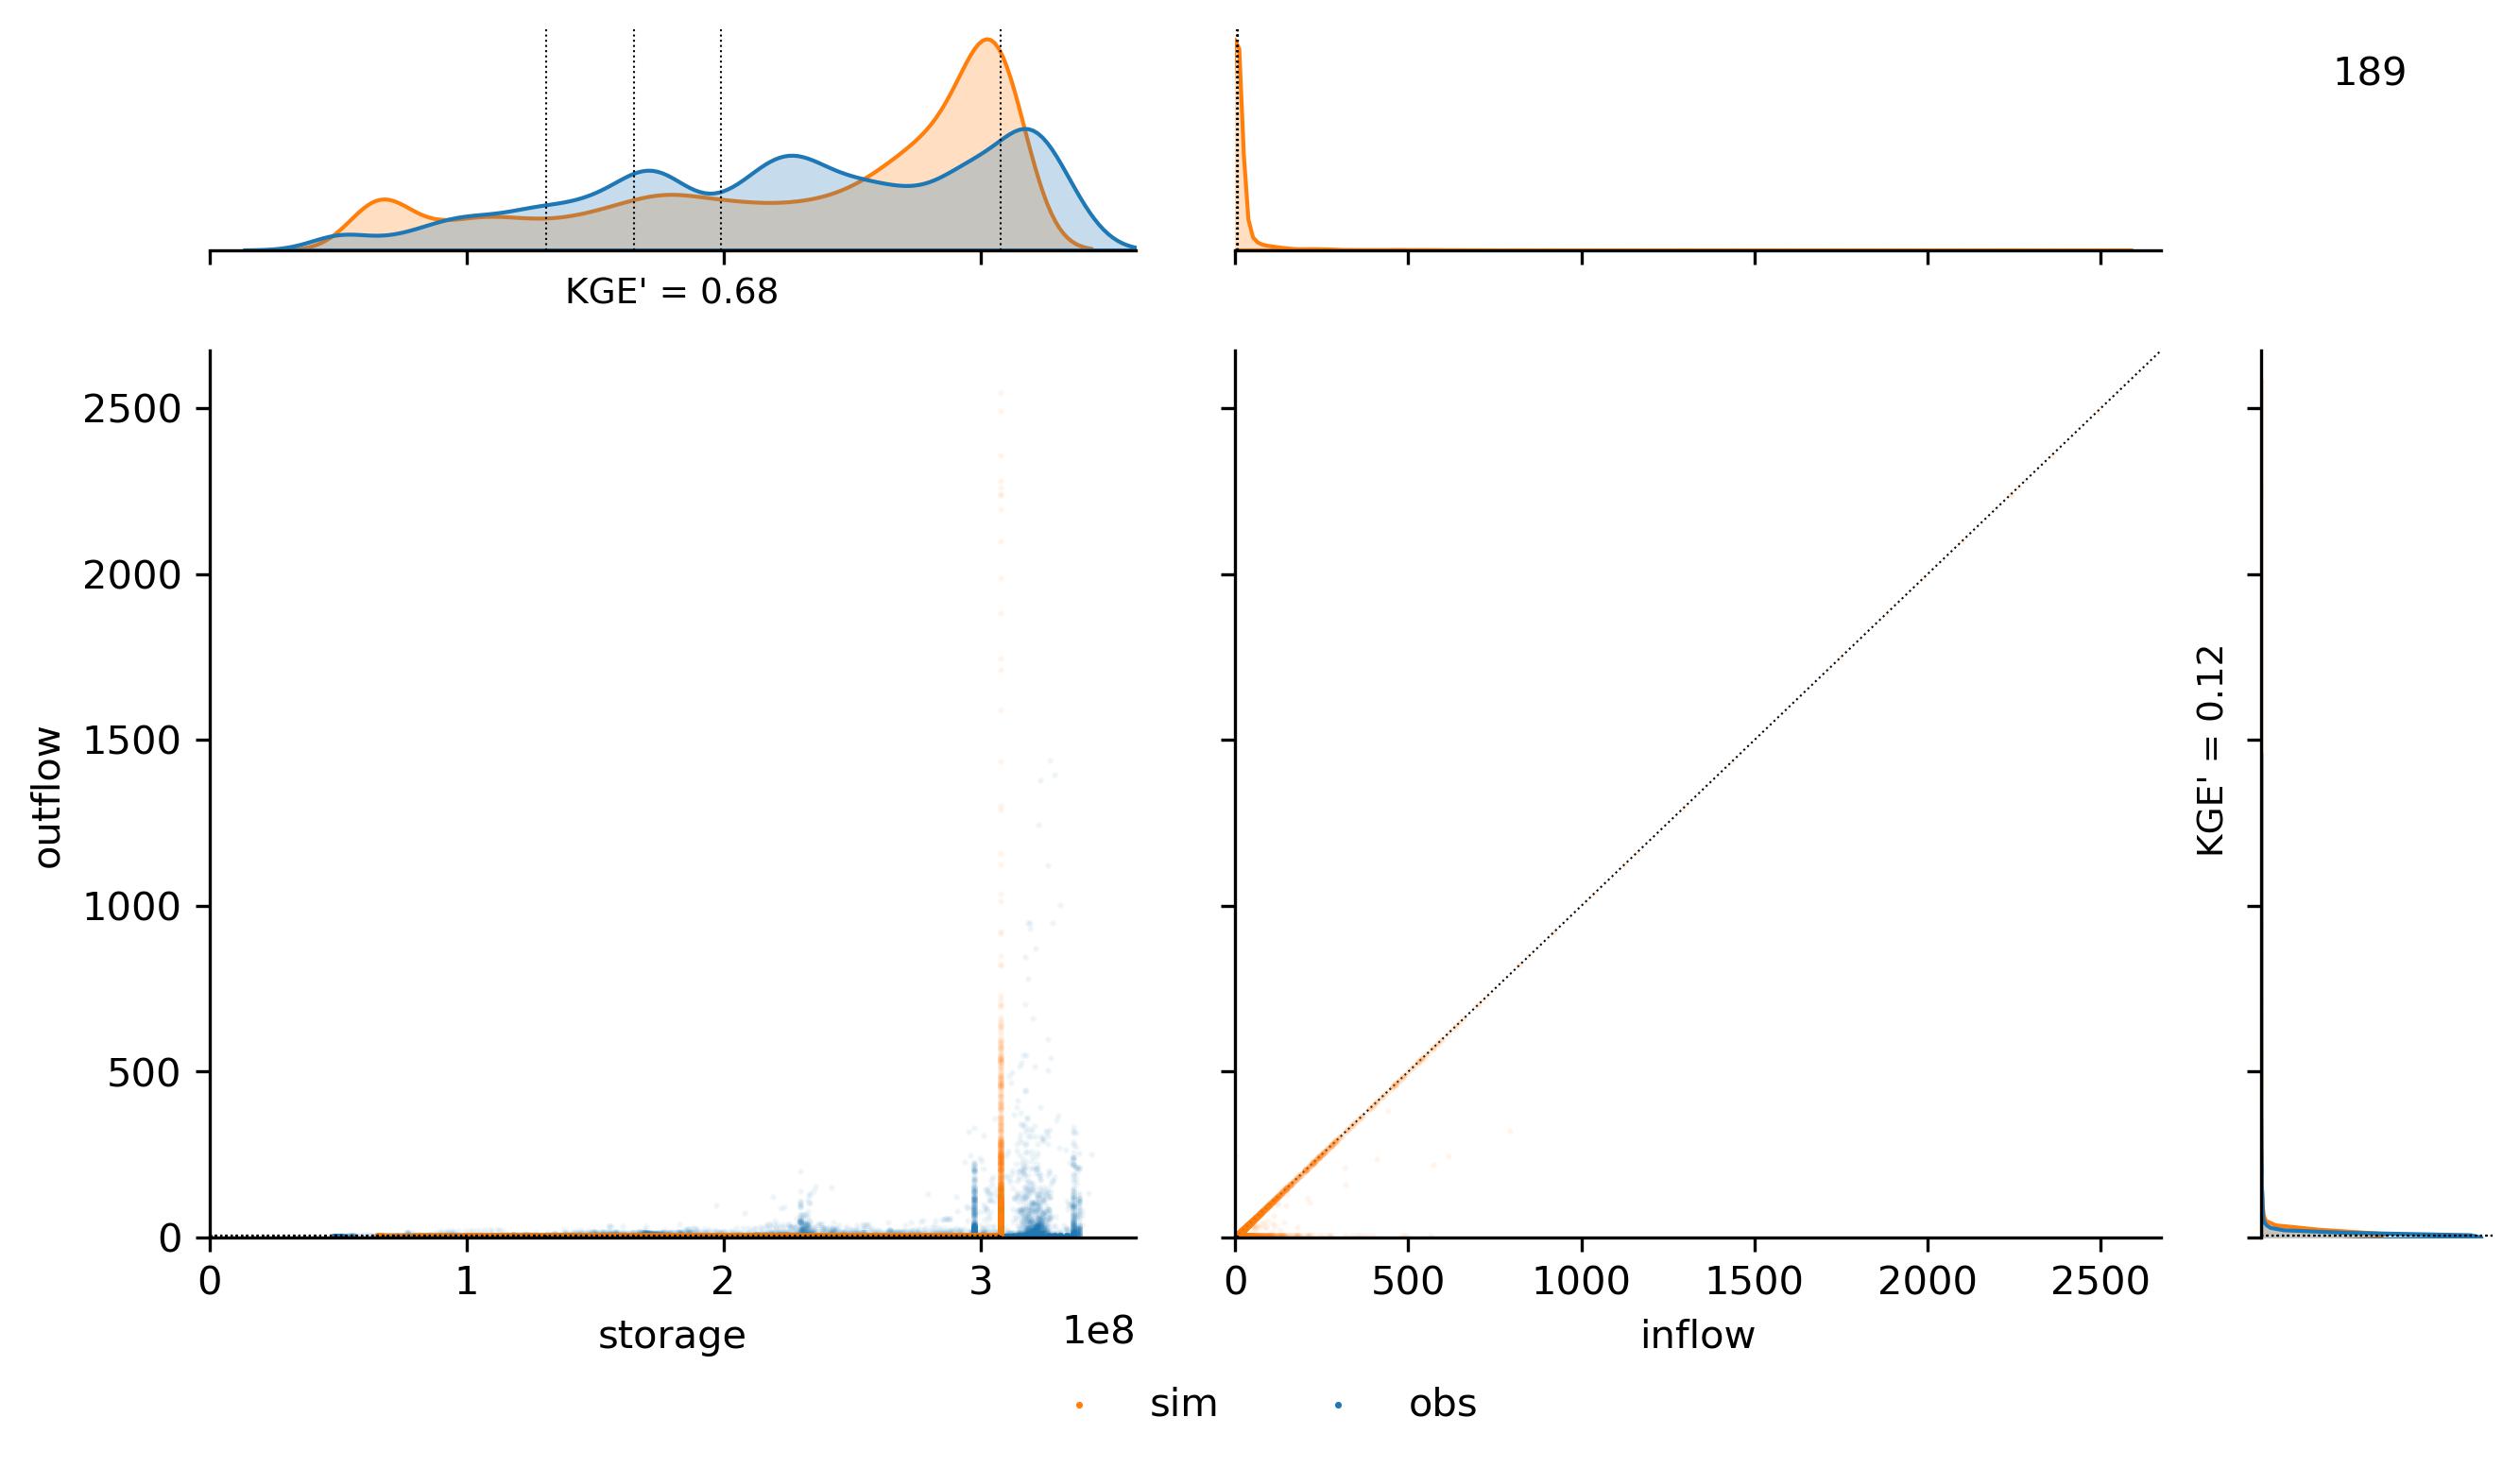 189
KGE' = 0.68
2500
2000
1500
1000
500
0
outflow
KGE' = 0.12
0 1 2 3
1e8
storage
0 500 1000 1500 2000 2500
inflow
sim obs